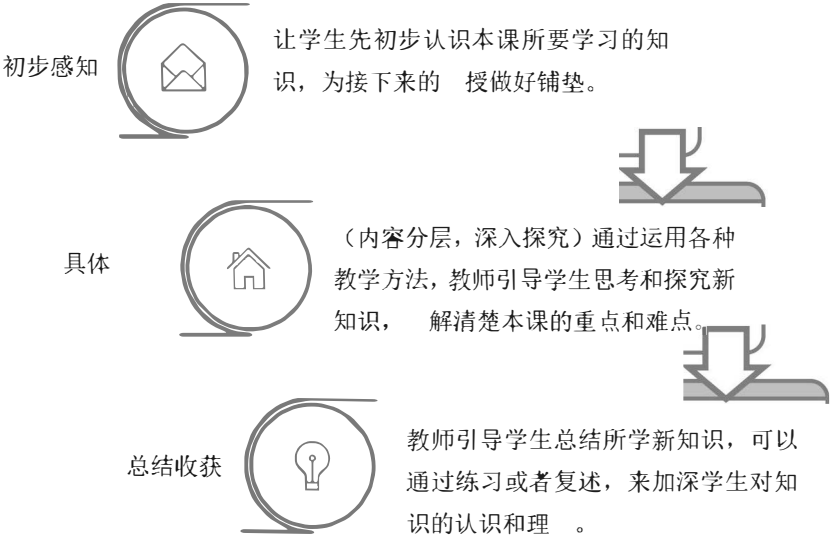 初步感知
让学生先初步认识本课所要学习的知
识，为接下来的 授做好铺垫。
具体
（内容分层，深入探究）通过运用各种
教学方法，教师引导学生思考和探究新
知识， 解清楚本课的重点和难点。
总结收获
教师引导学生总结所学新知识，可以
通过练习或者复述，来加深学生对知
识的认识和理 。